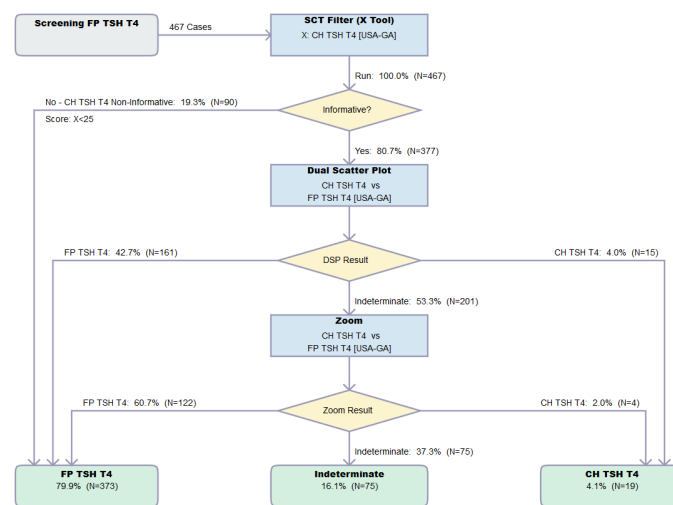 Screening FP TSH T4
467 Cases
SCT Filter (X Tool)
X: CH TSH T4 [USA-GA]
Run: 100.0% (N=467)
No - CH TSH T4 Non-Informative: 19.3% (N=90)
Score: X<25
Informative?
Yes: 80.7% (N=377)
Dual Scatter Plot
CH TSH T4 vs
FP TSH T4 [USA-GA]
FP TSH T4: 42.7% (N=161)
DSP Result
CH TSH T4: 4.0% (N=15)
Indeterminate: 53.3% (N=201)
Zoom
CH TSH T4 vs
FP TSH T4 [USA-GA]
FP TSH T4: 60.7% (N=122)
Zoom Result
CH TSH T4: 2.0% (N=4)
Indeterminate: 37.3% (N=75)
FP TSH T4
79.9% (N=373)
Indeterminate
16.1% (N=75)
CH TSH T4
4.1% (N=19)